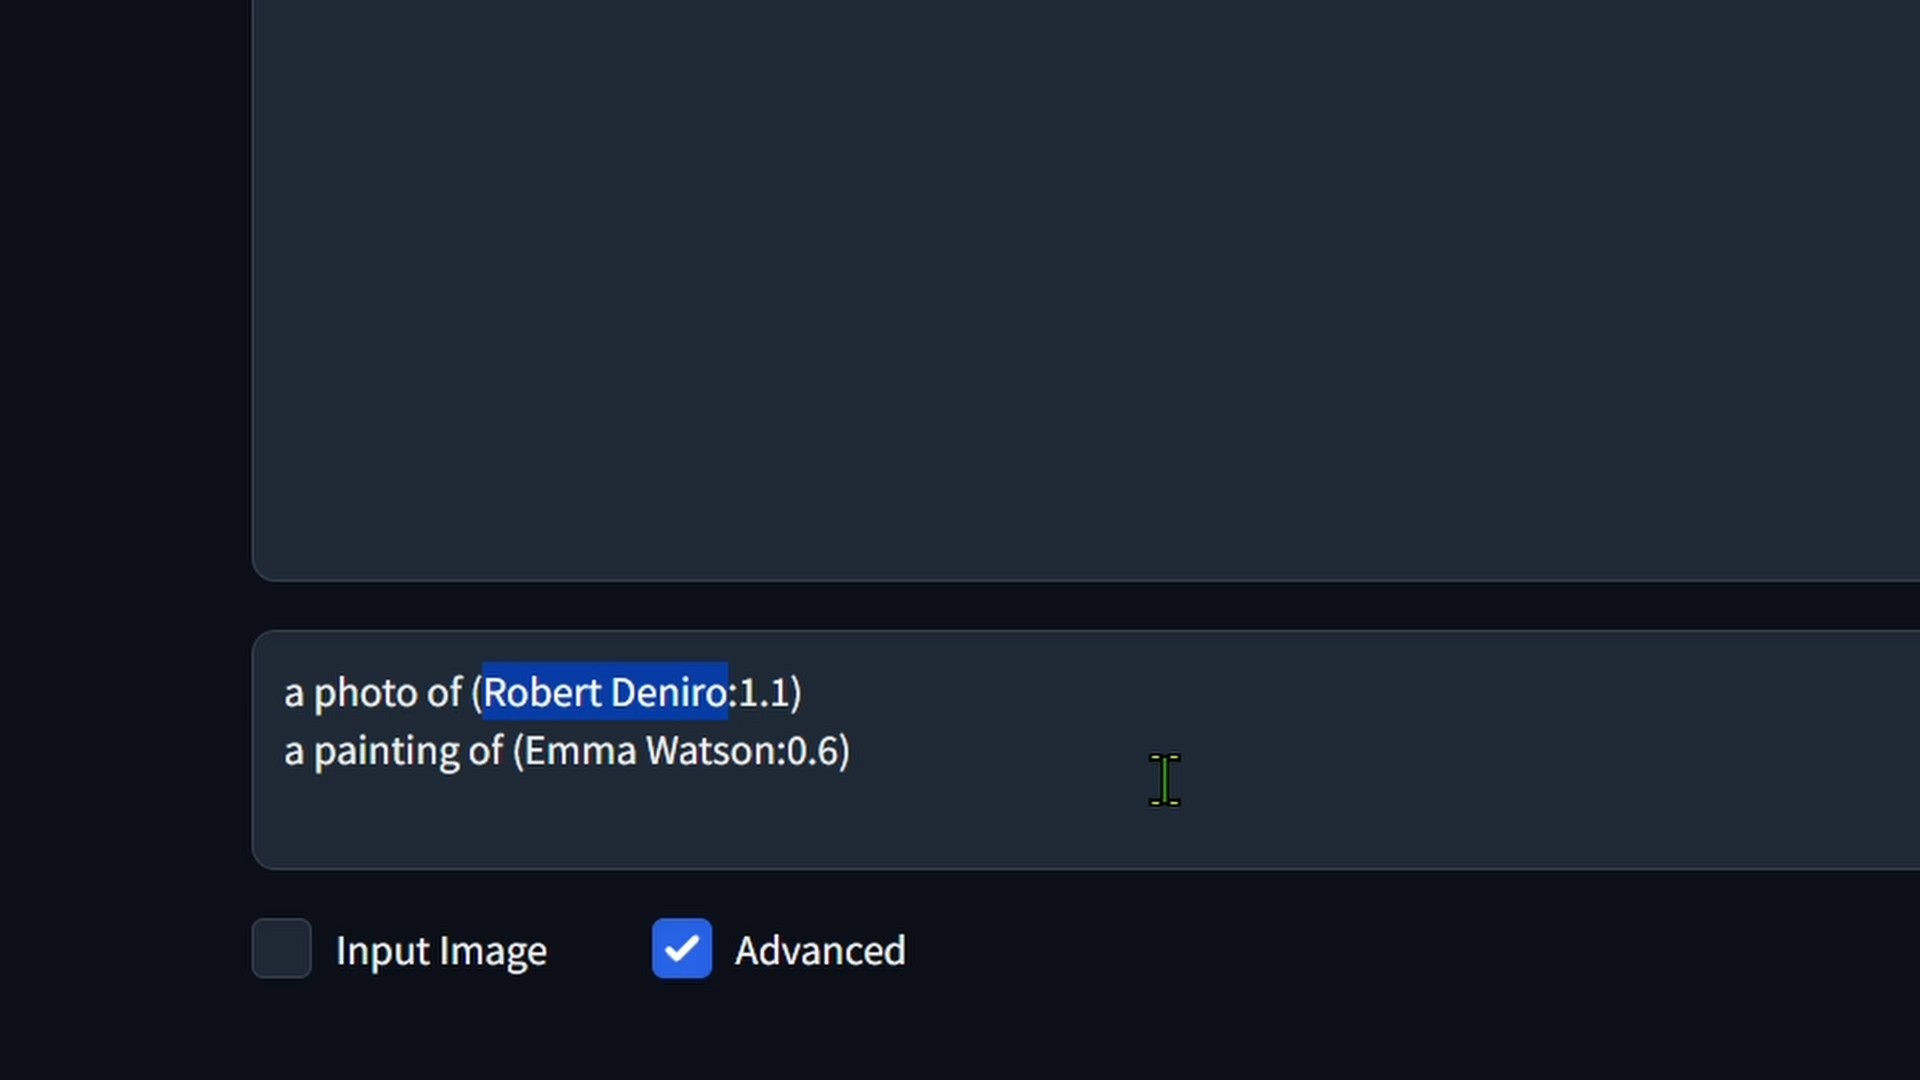 a photo of (Robert Deniro:1.1)
a painting of (Emma Watson:0.6)
Input Image
Advanced